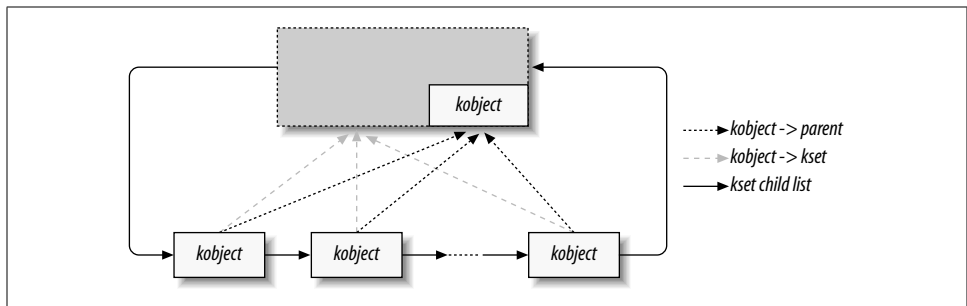 kobject
kobject -> parent
kobject -> kset
kset child list
kobject
kobject
kobject